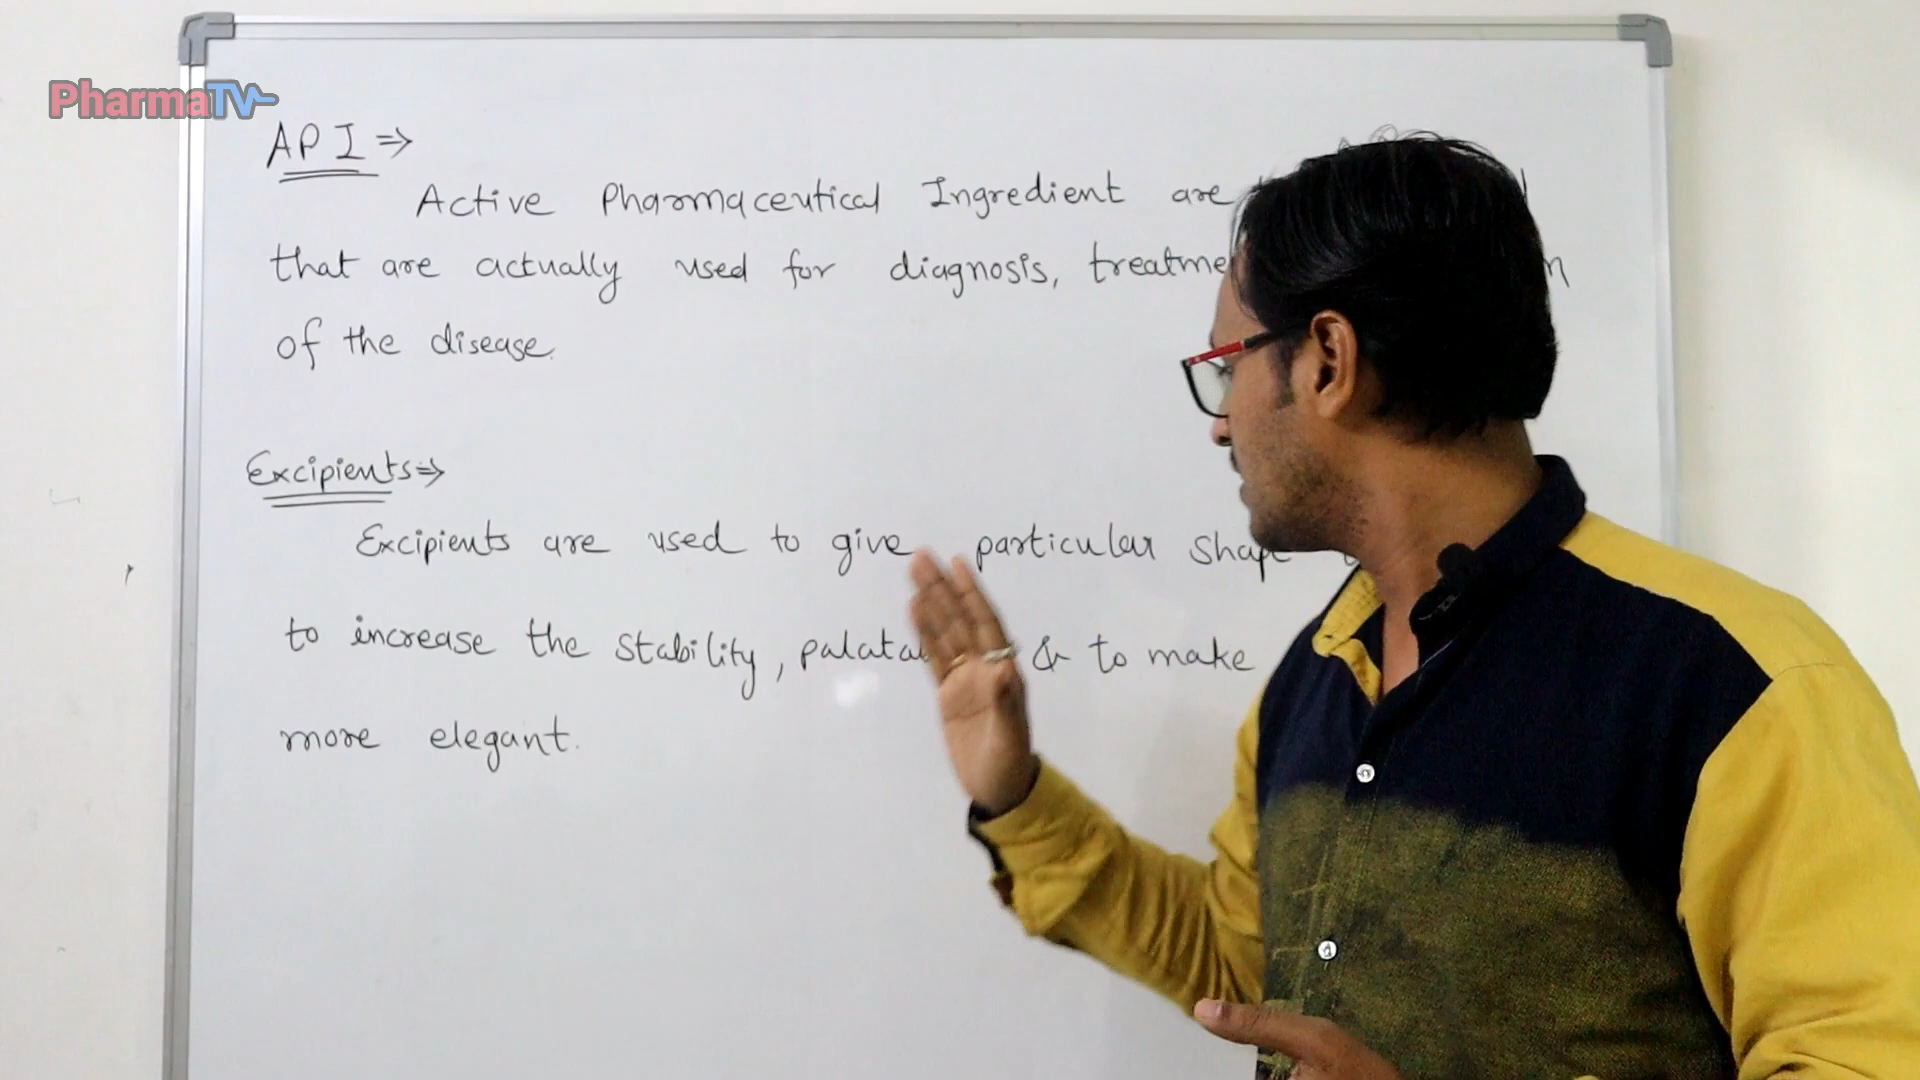 PharmaTV
API ⇒
Active Pharmaceutical Ingredient are
that are actually used for diagnosis,
of the disease.
Excipients ⇒
Excipients are used to give particular shape
to increase the stability, & to make
more elegant.